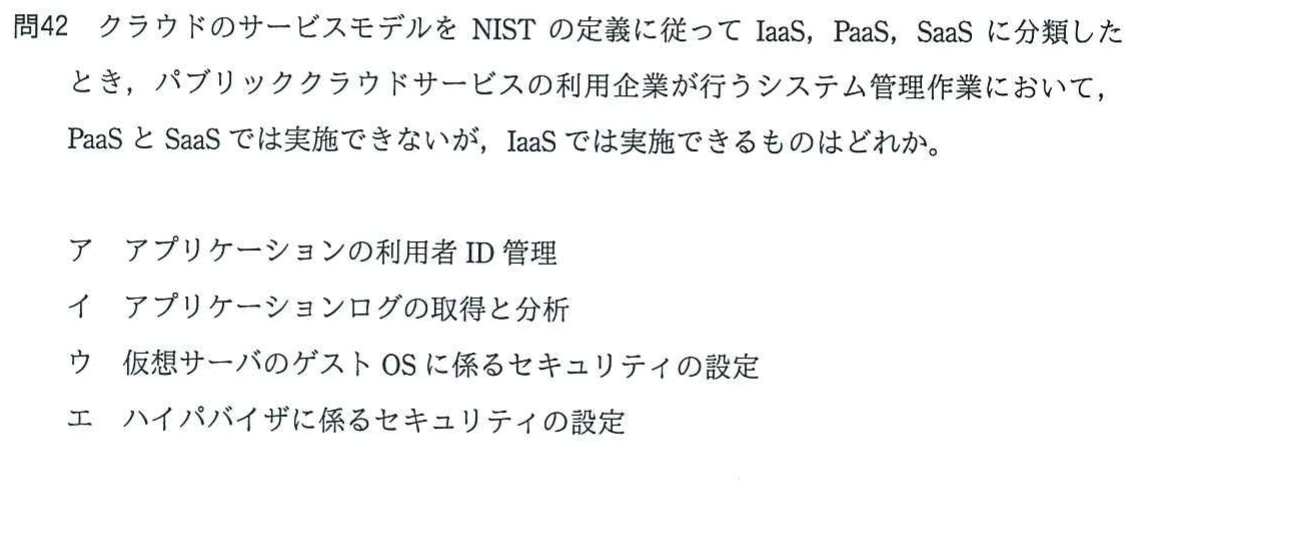 問42 クラウドのサービスモデルを NIST の定義に従って IaaS，PaaS，SaaS に分類した
とき，パブリッククラウドサービスの利用企業が行うシステム管理作業において，
PaaS と SaaS では実施できないが，IaaS では実施できるものはどれか。
ア アプリケーションの利用者 ID 管理
イ アプリケーションログの取得と分析
ウ 仮想サーバのゲスト OS に係るセキュリティの設定
エ ハイパバイザに係るセキュリティの設定